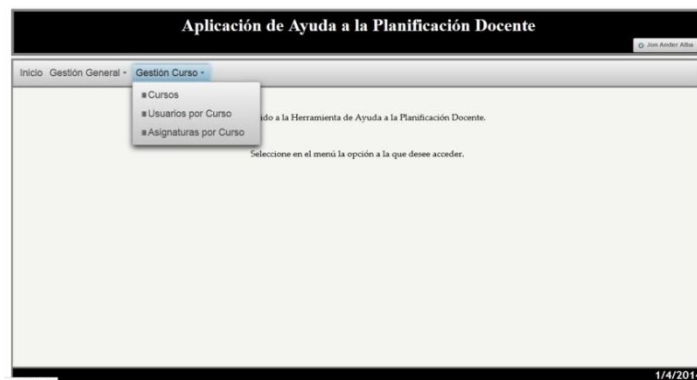 Aplicación de Ayuda a la Planificación Docente
Jon Ander Alba
Inicio Gestión General Gestión Curso
Cursos
Usuarios por Curso
Asignaturas por Curso
a la Herramienta de Ayuda a la Planificación Docente.
Seleccione en el menú la opción a la que desee acceder.
1/4/201